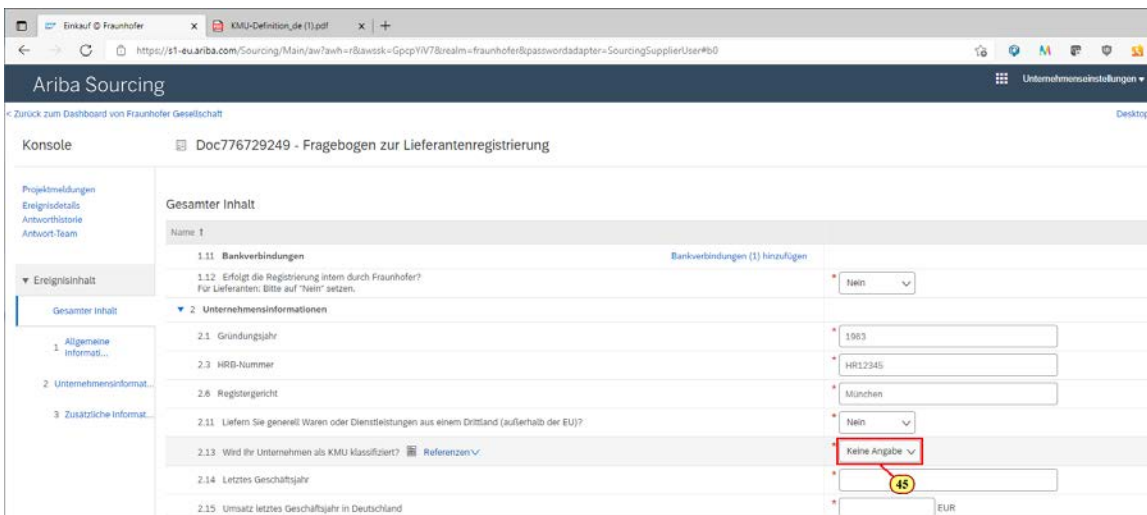 Einkauf © Fraunhofer
KMU-Definition_de (1).pdf
https://s1-eu.ariba.com/Sourcing/Main/aw?awh=r&awssk=GpcpYiV7&realm=fraunhofer&passwordadapter=SourcingSupplierUser#b0
Ariba Sourcing
Unternehmenseinstellungen
< Zurück zum Dashboard von Fraunhofer Gesellschaft
Desktop
Konsole
Doc776729249 - Fragebogen zur Lieferantenregistrierung
Projektmeldungen
Ereignisdetails
Antworthistorie
Antwort-Team
Ereignisinhalt
Gesamter Inhalt
1 Allgemeine
Informati...
2 Unternehmensinformat...
3 Zusätzliche Informat...
Gesamter Inhalt
Name ↑
1.11 Bankverbindungen Bankverbindungen (1) hinzufügen
1.12 Erfolgt die Registrierung intern durch Fraunhofer?
Für Lieferanten: Bitte auf "Nein" setzen.
* Nein
2 Unternehmensinformationen
2.1 Gründungsjahr * 1963
2.3 HRB-Nummer * HR12345
2.6 Registergericht * München
2.11 Liefern Sie generell Waren oder Dienstleistungen aus einem Drittland (außerhalb der EU)? * Nein
2.13 Wird Ihr Unternehmen als KMU klassifiziert? Referenzen * Keine Angabe
2.14 Letztes Geschäftsjahr *
45
2.15 Umsatz letztes Geschäftsjahr in Deutschland * EUR